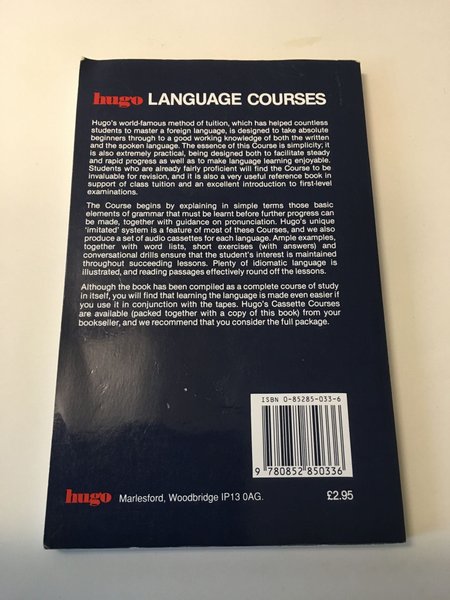 hugo LANGUAGE COURSES
Hugo's world-famous method of tuition, which has helped countless
students to master a foreign language, is designed to take absolute
beginners through to a good working knowledge of both the written
and the spoken language. The essence of this Course is simplicity; it
is also extremely practical, being designed both to facilitate steady
and rapid progress as well as to make language learning enjoyable.
Students who are already fairly proficient will find the Course to be
invaluable for revision, and it is also a very useful reference book in
support of class tuition and an excellent introduction to first-level
examinations.
The Course begins by explaining in simple terms those basic
elements of grammar that must be learnt before further progress
can be made, together with guidance on pronunciation. Hugo's unique
'imitated' system is a feature of most of these Courses, and we also
produce a set of audio cassettes for each language. Ample examples,
together with word lists, short exercises (with answers) and
conversational drills ensure that the student's interest is maintained
throughout succeeding lessons. Plenty of idiomatic language is
illustrated, and reading passages effectively round off the lessons.
Although the book has been compiled as a complete course of study
in itself, you will find that learning the language is made even easier if
you use it in conjunction with the tapes. Hugo's Cassette Courses
are available (packed together with a copy of this book) from your
bookseller, and we recommend that you consider the full package.
ISBN 0-85285-033-6
9 780852 850336
hugo Marlesford, Woodbridge IP13 0AG. £2.95